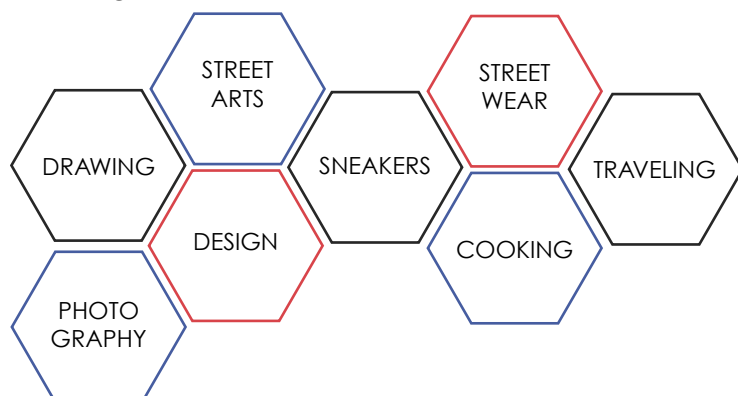 STREET
ARTS
STREET
WEAR
DRAWING
SNEAKERS
TRAVELING
DESIGN
COOKING
PHOTO
GRAPHY